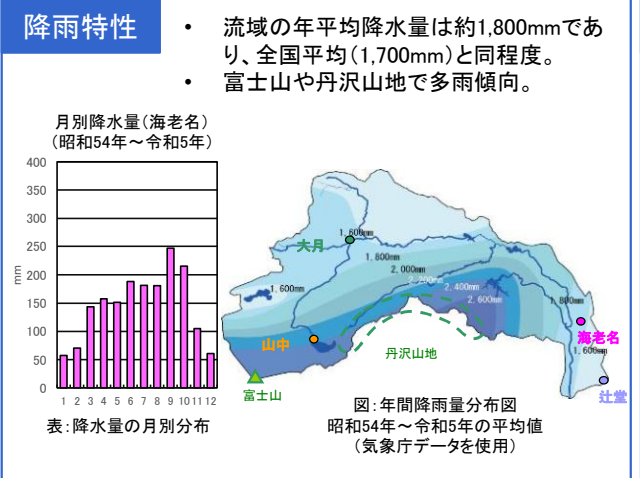 降雨特性
• 流域の年平均降水量は約1,800mmであ
り、全国平均（1,700mm）と同程度。
• 富士山や丹沢山地で多雨傾向。
月別降水量（海老名）
（昭和54年～令和5年）
400
350
300
250
200
150
100
50
0
mm
1 2 3 4 5 6 7 8 9 10 11 12
表：降水量の月別分布
1,600mm
大月
1,800mm
2,000mm
2,200mm
2,400mm
2,600mm
1,600mm
1,800mm
海老名
1,600mm
山中
丹沢山地
辻堂
富士山
図：年間降雨量分布図
昭和54年～令和5年の平均値
（気象庁データを使用）